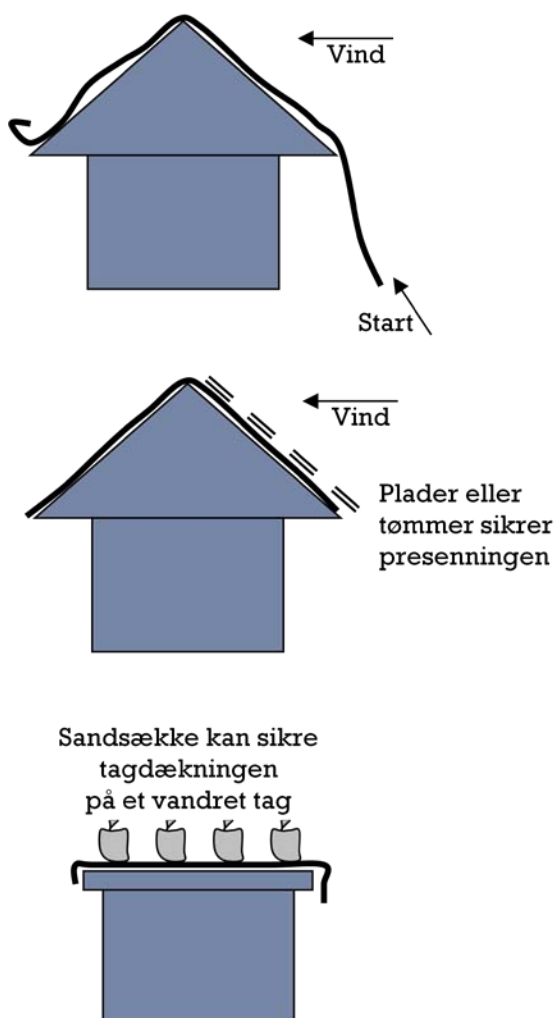 Vind
Start
Vind
Plader eller
tømmer sikrer
presenningen
Sandsække kan sikre
tagdækningen
på et vandret tag